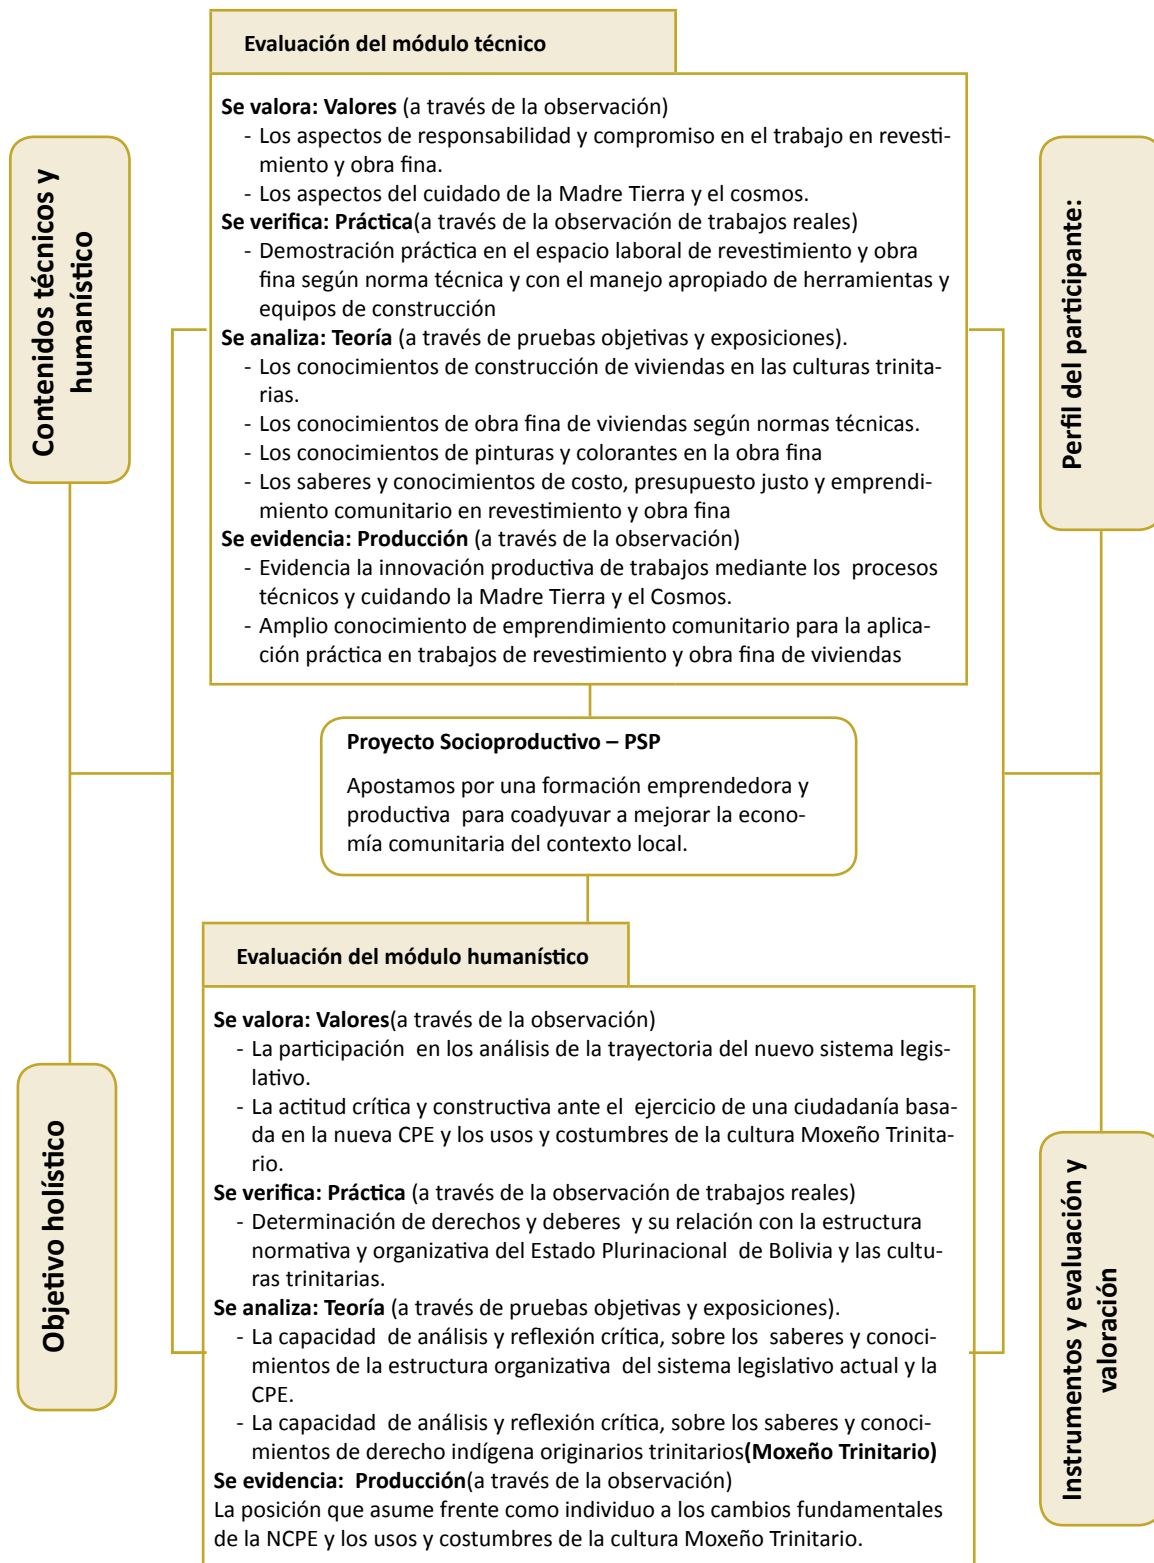 Evaluación del módulo técnico
Se valora: Valores (a través de la observación)
- Los aspectos de responsabilidad y compromiso en el trabajo en revesti-
miento y obra fina.
- Los aspectos del cuidado de la Madre Tierra y el cosmos.
Se verifica: Práctica(a través de la observación de trabajos reales)
- Demostración práctica en el espacio laboral de revestimiento y obra
fina según norma técnica y con el manejo apropiado de herramientas y
equipos de construcción
Se analiza: Teoría (a través de pruebas objetivas y exposiciones).
- Los conocimientos de construcción de viviendas en las culturas trinita-
rias.
- Los conocimientos de obra fina de viviendas según normas técnicas.
- Los conocimientos de pinturas y colorantes en la obra fina
- Los saberes y conocimientos de costo, presupuesto justo y emprendi-
miento comunitario en revestimiento y obra fina
Se evidencia: Producción (a través de la observación)
- Evidencia la innovación productiva de trabajos mediante los procesos
técnicos y cuidando la Madre Tierra y el Cosmos.
- Amplio conocimiento de emprendimiento comunitario para la aplica-
ción práctica en trabajos de revestimiento y obra fina de viviendas
Contenidos técnicos y
humanístico
Perfil del participante:
Proyecto Socioproductivo – PSP
Apostamos por una formación emprendedora y
productiva para coadyuvar a mejorar la econo-
mía comunitaria del contexto local.
Evaluación del módulo humanístico
Se valora: Valores(a través de la observación)
- La participación en los análisis de la trayectoria del nuevo sistema legis-
lativo.
- La actitud crítica y constructiva ante el ejercicio de una ciudadanía basa-
da en la nueva CPE y los usos y costumbres de la cultura Moxeño Trinita-
rio.
Se verifica: Práctica (a través de la observación de trabajos reales)
- Determinación de derechos y deberes y su relación con la estructura
normativa y organizativa del Estado Plurinacional de Bolivia y las cultu-
ras trinitarias.
Se analiza: Teoría (a través de pruebas objetivas y exposiciones).
- La capacidad de análisis y reflexión crítica, sobre los saberes y conoci-
mientos de la estructura organizativa del sistema legislativo actual y la
CPE.
- La capacidad de análisis y reflexión crítica, sobre los saberes y conoci-
mientos de derecho indígena originarios trinitarios(Moxeño Trinitario)
Se evidencia: Producción(a través de la observación)
La posición que asume frente como individuo a los cambios fundamentales
de la NCPE y los usos y costumbres de la cultura Moxeño Trinitario.
Objetivo holístico
Instrumentos y evaluación y
valoración